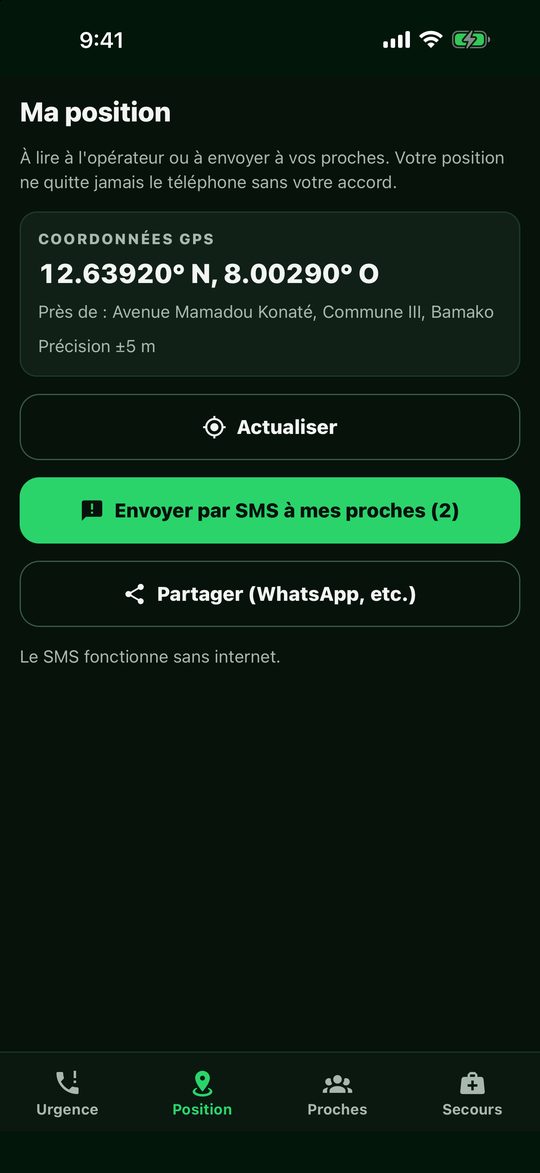 9:41
Ma position
À lire à l'opérateur ou à envoyer à vos proches. Votre position
ne quitte jamais le téléphone sans votre accord.
COORDONNÉES GPS
12.63920° N, 8.00290° O
Près de : Avenue Mamadou Konaté, Commune III, Bamako
Précision ±5 m
Actualiser
Envoyer par SMS à mes proches (2)
Partager (WhatsApp, etc.)
Le SMS fonctionne sans internet.
Urgence
Position
Proches
Secours